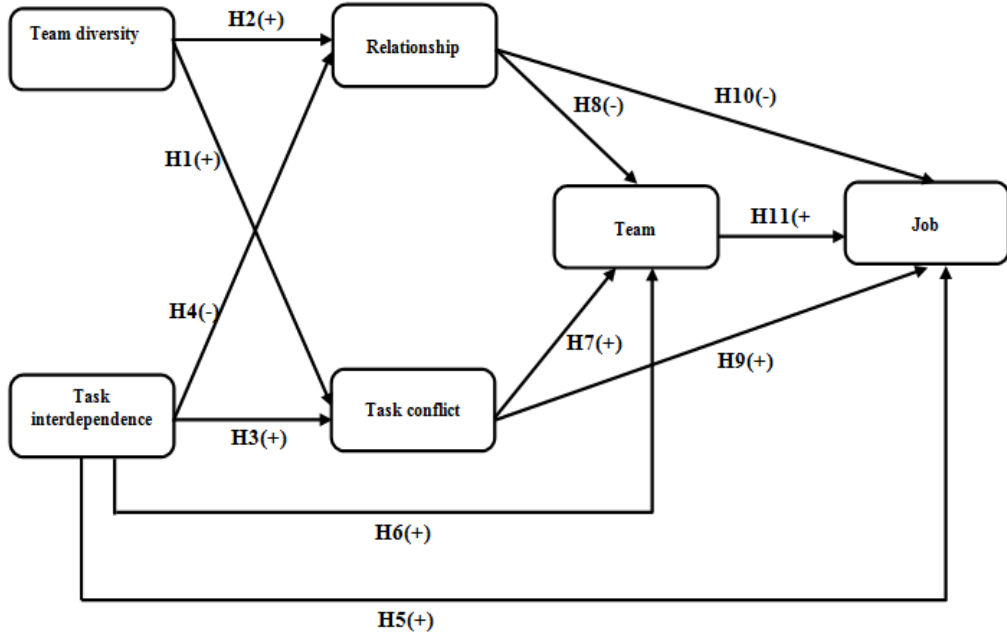 Team diversity
H2(+)
Relationship
H10(-)
H8(-)
H1(+)
Team
H11(+
Job
H4(-)
H7(+)
H9(+)
Task
interdependence
H3(+)
Task conflict
H6(+)
H5(+)